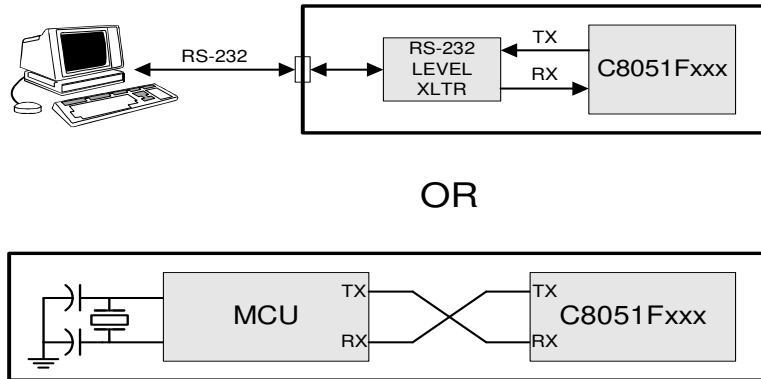 RS-232
RS-232
LEVEL
XLTR
TX
RX
C8051Fxxx
OR
MCU
TX
RX
TX
RX
C8051Fxxx